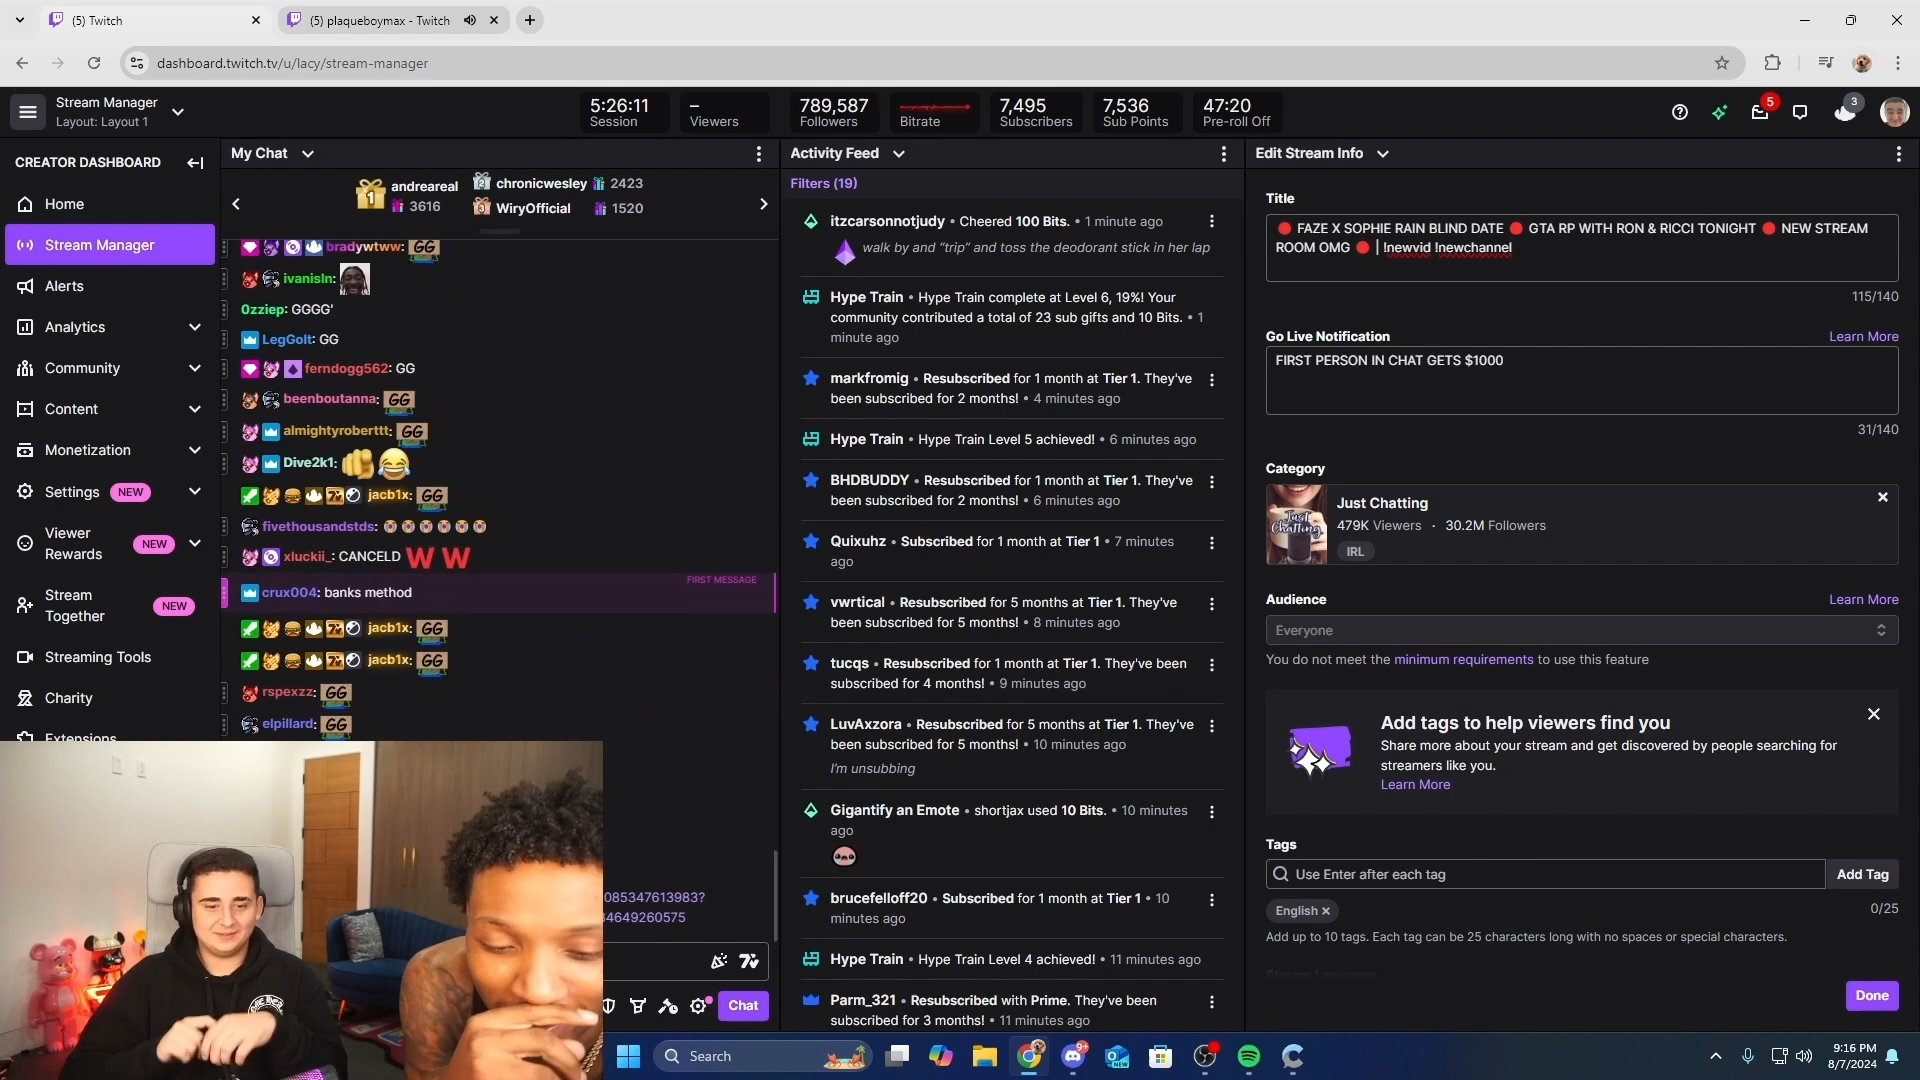 (5) Twitch
(5) plaqueboymax - Twitch
dashboard.twitch.tv/u/lacy/stream-manager
Stream Manager
Layout: Layout 1
5:26:11
Session
–
Viewers
789,587
Followers
Bitrate
7,495
Subscribers
7,536
Sub Points
47:20
Pre-roll Off
5
3
CREATOR DASHBOARD
Home
Stream Manager
Alerts
Analytics
Community
Content
Monetization
Settings NEW
Viewer Rewards NEW
Stream Together NEW
Streaming Tools
Charity
Extensions
My Chat
1 andreareal
3616
chronicwesley 2423
WiryOfficial 1520
bradywtww: GG
ivanisln:
0zziep: GGGG'
LegGolt: GG
ferndogg562: GG
beenboutanna: GG
almightyroberttt: GG
Dive2k1:
jacb1x: GG
fivethousandstds:
xluckii_: CANCELD W W
FIRST MESSAGE
crux004: banks method
jacb1x: GG
jacb1x: GG
rspexzz: GG
elpillard: GG
085347613983?
34649260575
Chat
Activity Feed
Filters (19)
itzcarsonnotjudy • Cheered 100 Bits. • 1 minute ago
walk by and “trip” and toss the deodorant stick in her lap
Hype Train • Hype Train complete at Level 6, 19%! Your
community contributed a total of 23 sub gifts and 10 Bits. • 1
minute ago
markfromig • Resubscribed for 1 month at Tier 1. They've
been subscribed for 2 months! • 4 minutes ago
Hype Train • Hype Train Level 5 achieved! • 6 minutes ago
BHDBUDDY • Resubscribed for 1 month at Tier 1. They've
been subscribed for 2 months! • 6 minutes ago
Quixuhz • Subscribed for 1 month at Tier 1 • 7 minutes
ago
vwrtical • Resubscribed for 5 months at Tier 1. They've
been subscribed for 5 months! • 8 minutes ago
tucqs • Resubscribed for 1 month at Tier 1. They've been
subscribed for 4 months! • 9 minutes ago
LuvAxzora • Resubscribed for 5 months at Tier 1. They've
been subscribed for 5 months! • 10 minutes ago
I'm unsubbing
Gigantify an Emote • shortjax used 10 Bits. • 10 minutes
ago
brucefelloff20 • Subscribed for 1 month at Tier 1 • 10
minutes ago
Hype Train • Hype Train Level 4 achieved! • 11 minutes ago
Parm_321 • Resubscribed with Prime. They've been
subscribed for 3 months! • 11 minutes ago
Edit Stream Info
Title
🔴 FAZE X SOPHIE RAIN BLIND DATE 🔴 GTA RP WITH RON & RICCI TONIGHT 🔴 NEW STREAM
ROOM OMG 🔴 | !newvid !newchannel
115/140
Go Live Notification
Learn More
FIRST PERSON IN CHAT GETS $1000
31/140
Category
Just Chatting
479K Viewers · 30.2M Followers
IRL
Audience
Learn More
Everyone
You do not meet the minimum requirements to use this feature
Add tags to help viewers find you
Share more about your stream and get discovered by people searching for
streamers like you.
Learn More
Tags
Use Enter after each tag
Add Tag
English
0/25
Add up to 10 tags. Each tag can be 25 characters long with no spaces or special characters.
Stream Language
Done
Search
9+
NEW
9:16 PM
8/7/2024